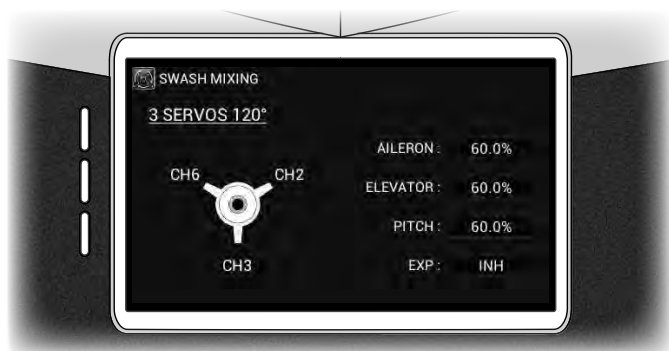 SWASH MIXING
3 SERVOS 120°
CH6
CH2
CH3
AILERON : 60.0%
ELEVATOR : 60.0%
PITCH : 60.0%
EXP : INH